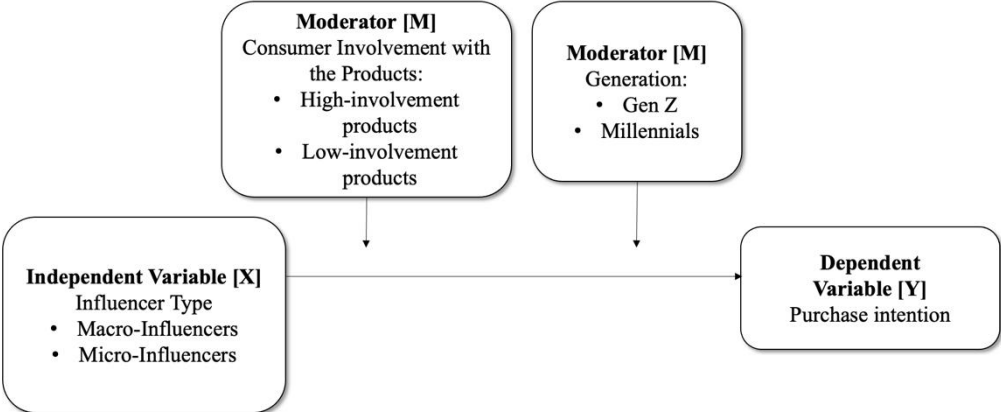 Moderator [M]
Consumer Involvement with
the Products:
• High-involvement
products
• Low-involvement
products
Moderator [M]
Generation:
• Gen Z
• Millennials
Independent Variable [X]
Influencer Type
• Macro-Influencers
• Micro-Influencers
Dependent
Variable [Y]
Purchase intention